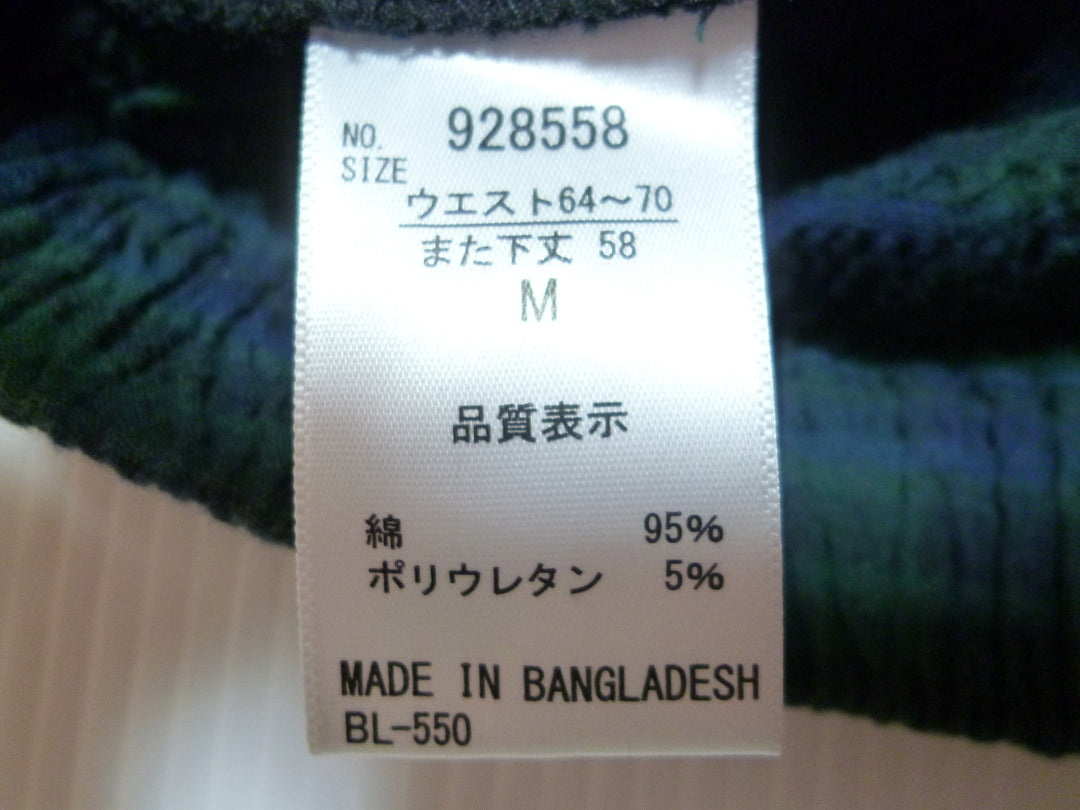 NO. 928558
SIZE
ウエスト64〜70
また下丈 58
M
品質表示
綿 95%
ポリウレタン 5%
MADE IN BANGLADESH
BL-550